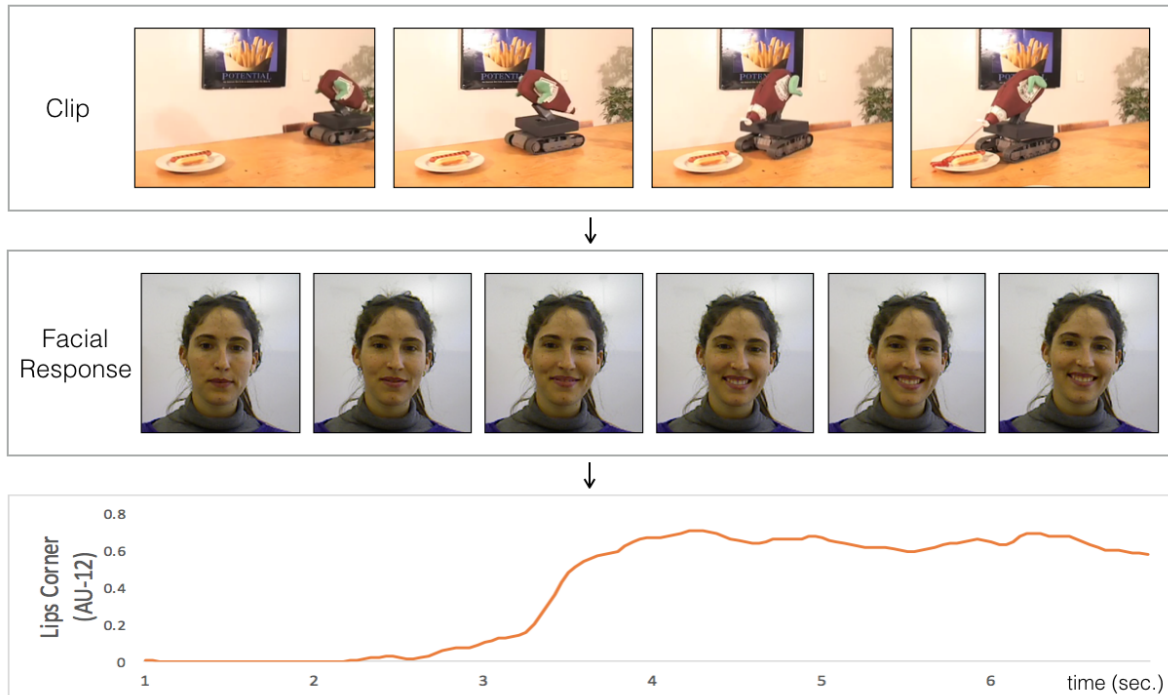 Clip
POTENTIAL
POTENTIAL
POTENTIAL
POTENTIAL
Facial
Response
Lips Corner
(AU-12)
0.8
0.6
0.4
0.2
0
1
2
3
4
5
6
time (sec.)